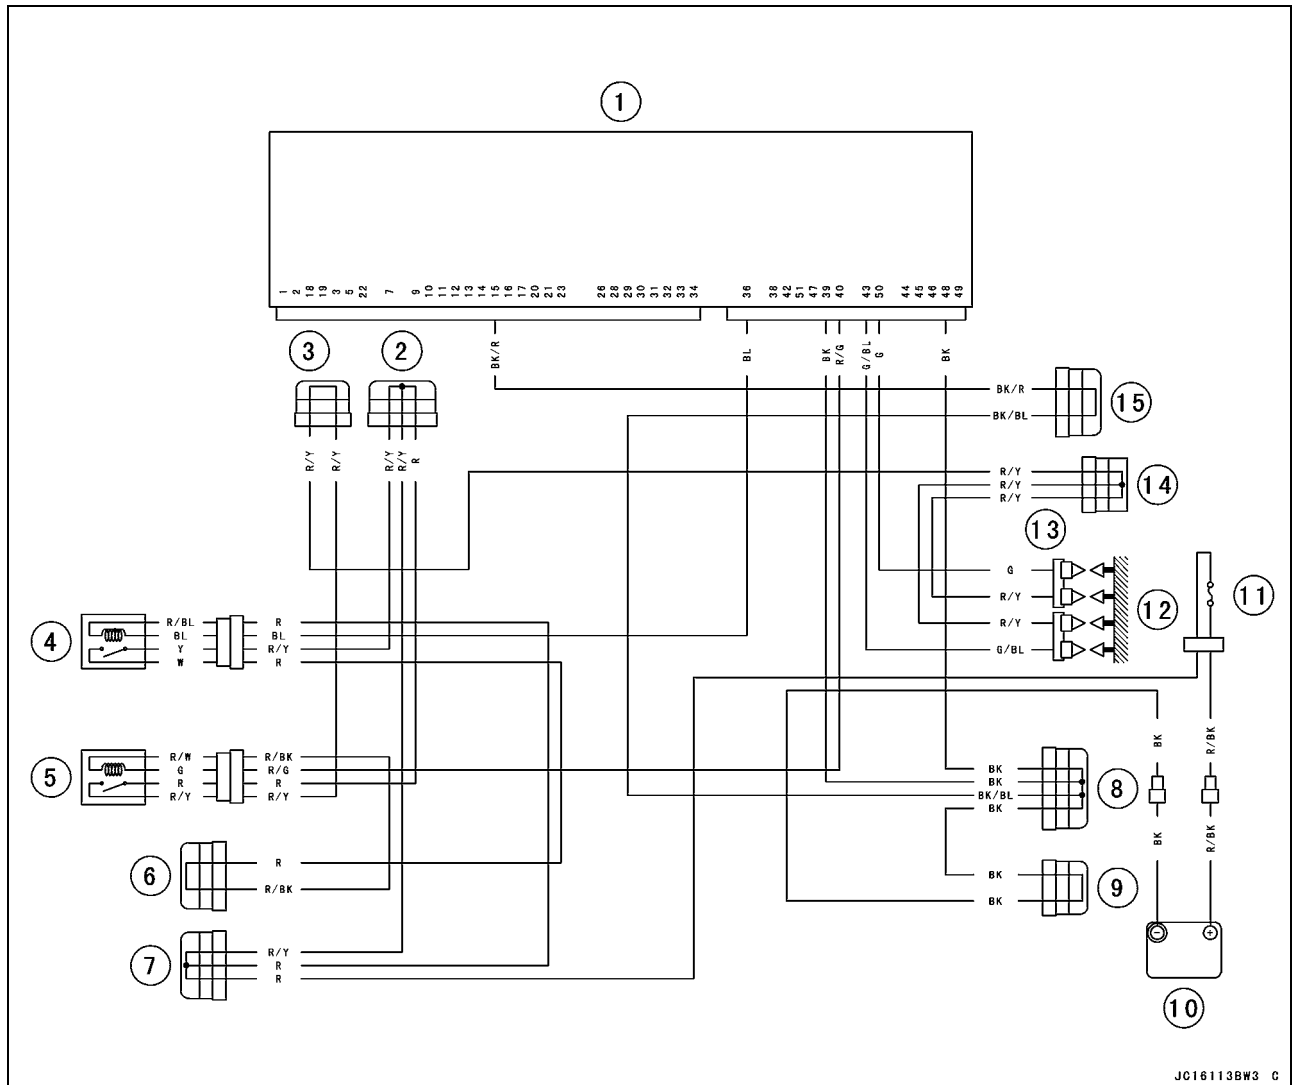 1
1 2 18 19 3 5 22 7 9 10 11 12 13 14 15 16 17 20 21 23 26 28 29 30 31 32 33 34 36 38 42 51 47 39 40 43 50 44 45 46 48 49
3 2
BK/R BL BK R/G G/BL G BK
BK/R
15
BK/BL
R/Y R/Y R/Y R/Y R
R/Y
R/Y 14
R/Y
13
G
R/Y 12 11
R/Y
G/BL
4
R/BL R
BL BL
Y R/Y
W R
BK R/BK
5
R/W R/BK
G R/G
R R
R/Y R/Y
BK
BK 8
BK/BL
BK
BK R/BK
6
R
R/BK
BK 9
BK
7
R/Y
R
R
− +
10
JC16113BW3 C